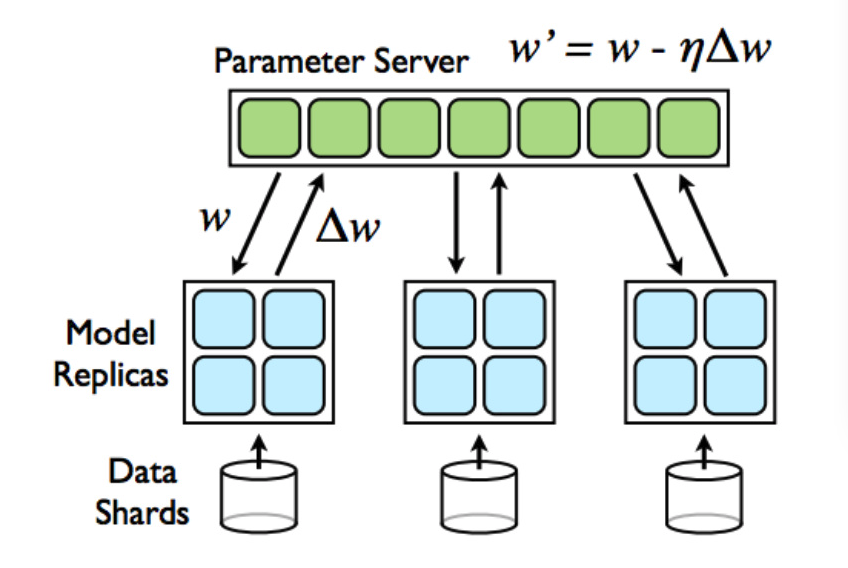 Parameter Server w’ = w - ηΔw
w
Δw
Model
Replicas
Data
Shards